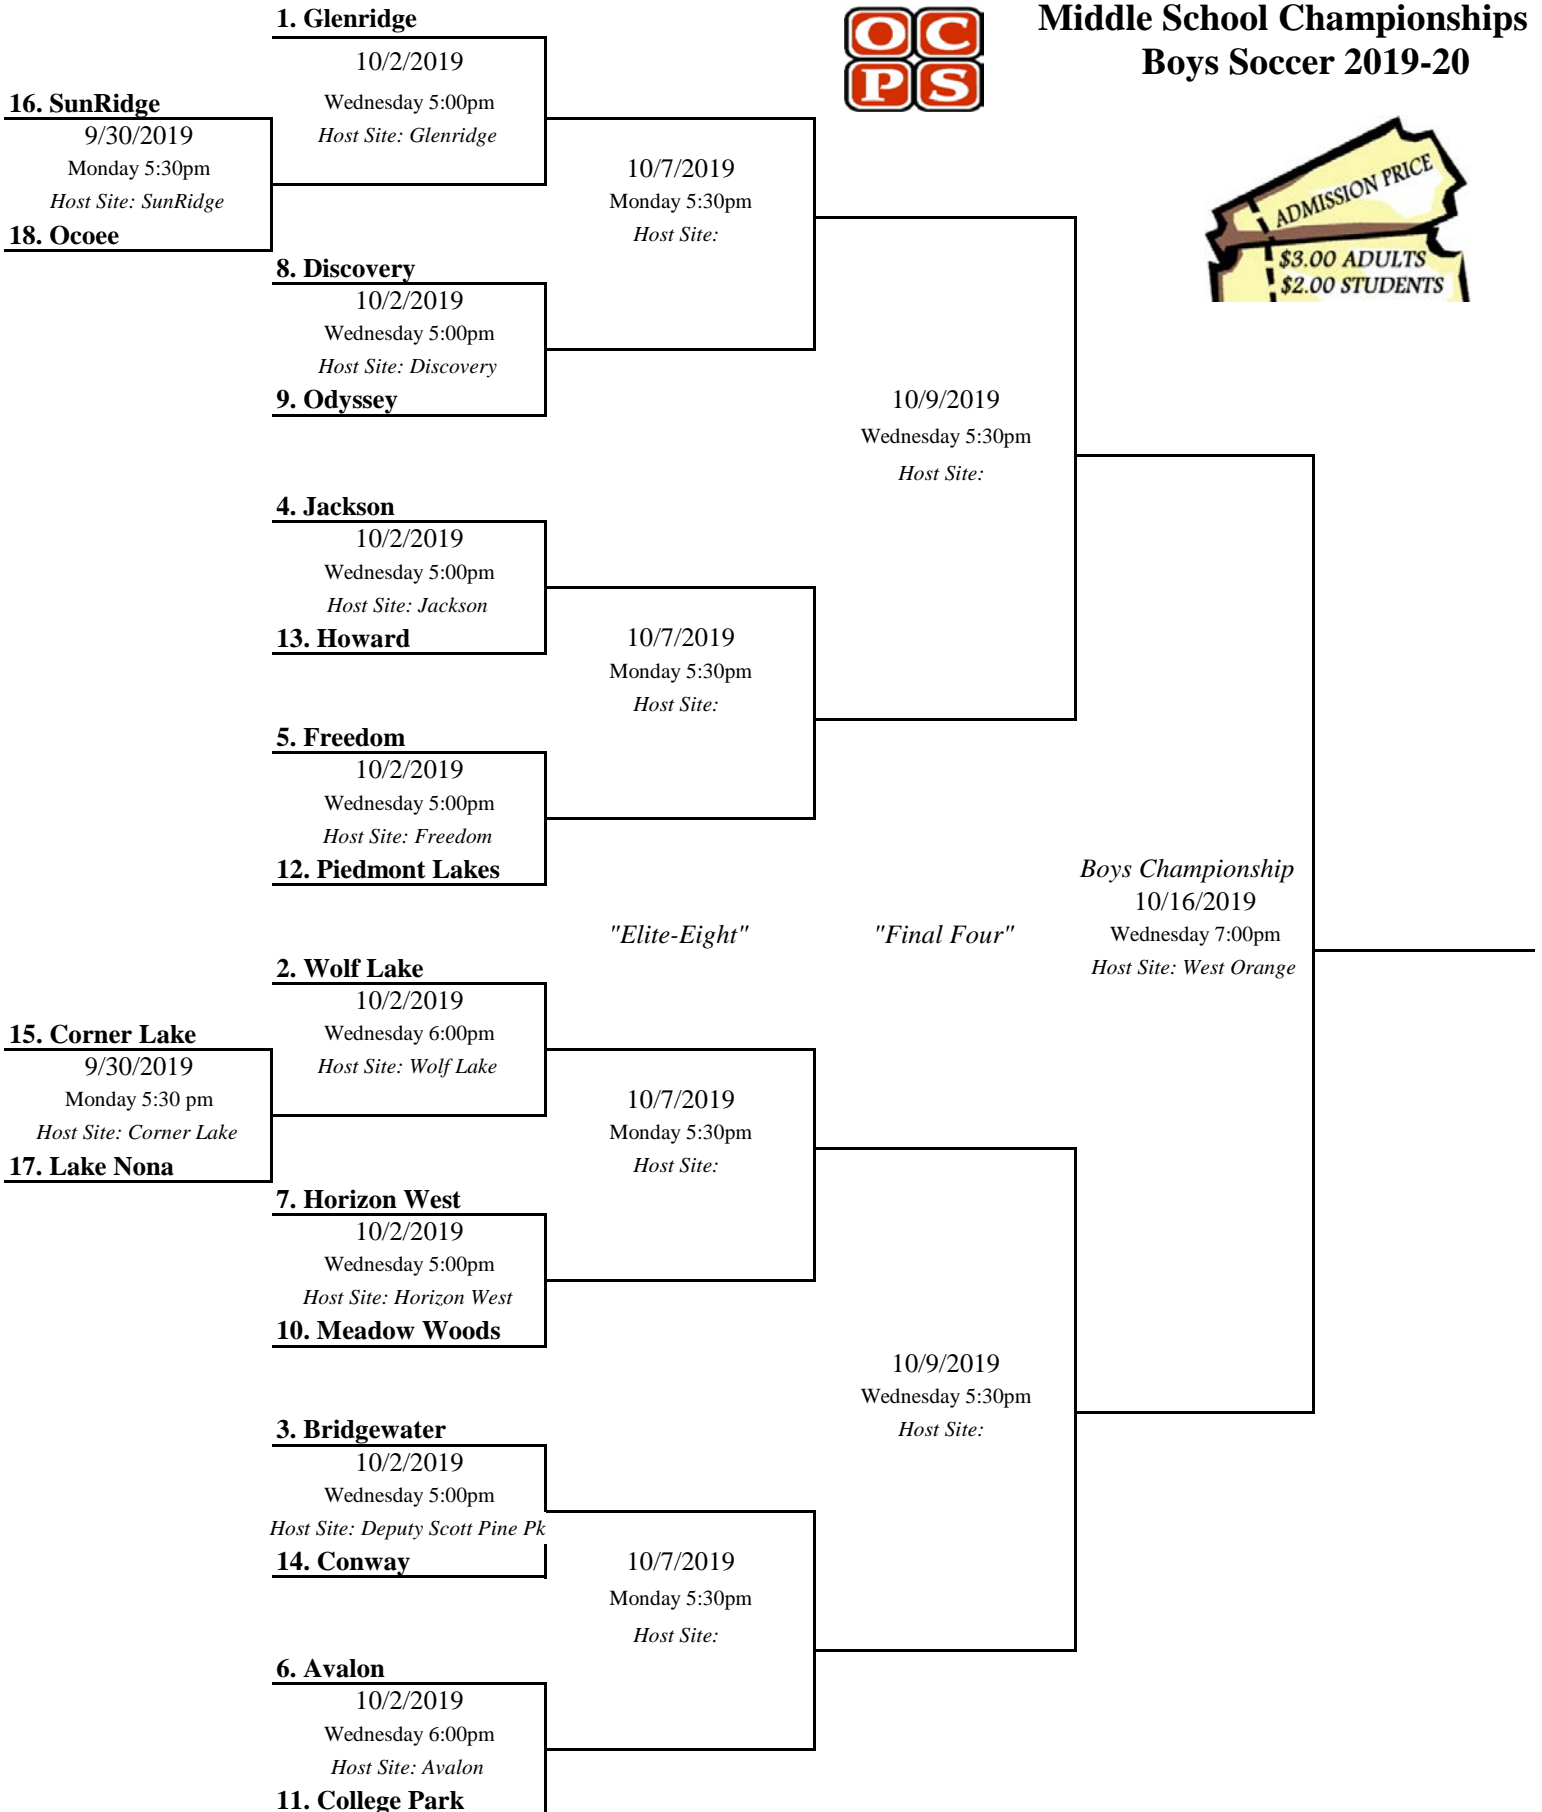 1. Glenridge
10/2/2019
Wednesday 5:00pm
Host Site: Glenridge
OC
PS
Middle School Championships
Boys Soccer 2019-20
ADMISSION PRICE
$3.00 ADULTS
$2.00 STUDENTS
16. SunRidge
9/30/2019
Monday 5:30pm
Host Site: SunRidge
18. Ocoee
10/7/2019
Monday 5:30pm
Host Site:
8. Discovery
10/2/2019
Wednesday 5:00pm
Host Site: Discovery
9. Odyssey
10/9/2019
Wednesday 5:30pm
Host Site:
4. Jackson
10/2/2019
Wednesday 5:00pm
Host Site: Jackson
13. Howard
10/7/2019
Monday 5:30pm
Host Site:
5. Freedom
10/2/2019
Wednesday 5:00pm
Host Site: Freedom
12. Piedmont Lakes
Boys Championship
10/16/2019
Wednesday 7:00pm
Host Site: West Orange
"Elite-Eight"
"Final Four"
2. Wolf Lake
10/2/2019
Wednesday 6:00pm
Host Site: Wolf Lake
15. Corner Lake
9/30/2019
Monday 5:30 pm
Host Site: Corner Lake
17. Lake Nona
10/7/2019
Monday 5:30pm
Host Site:
7. Horizon West
10/2/2019
Wednesday 5:00pm
Host Site: Horizon West
10. Meadow Woods
10/9/2019
Wednesday 5:30pm
Host Site:
3. Bridgewater
10/2/2019
Wednesday 5:00pm
Host Site: Deputy Scott Pine Pk
14. Conway
10/7/2019
Monday 5:30pm
Host Site:
6. Avalon
10/2/2019
Wednesday 6:00pm
Host Site: Avalon
11. College Park